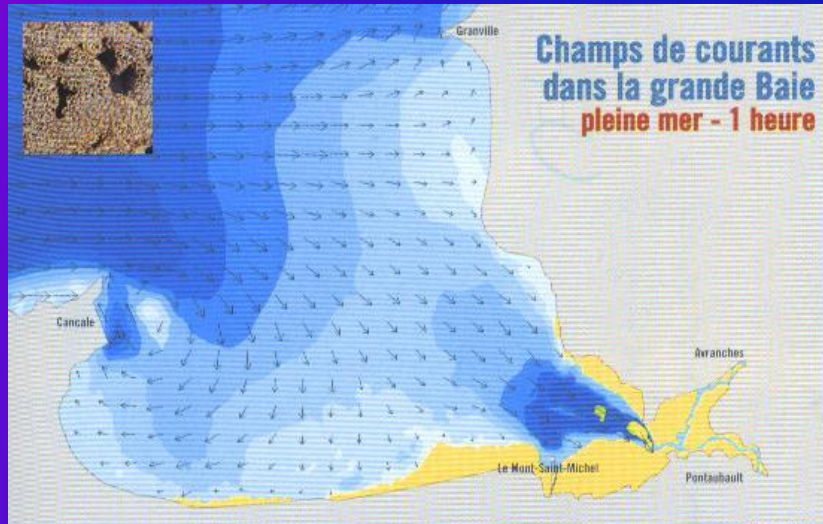 Granville
Champs de courants
dans la grande Baie
pleine mer - 1 heure
Cancale
Avranches
Le Mont-Saint-Michel
Pontaubault